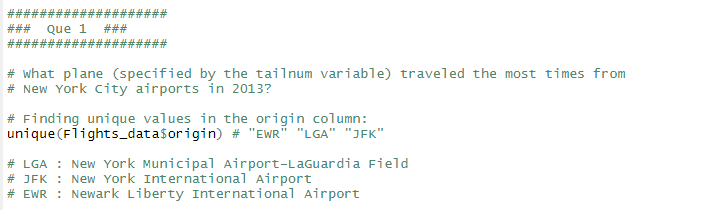 ####################
###  Que 1  ###
####################
# What plane (specified by the tailnum variable) traveled the most times from
# New York City airports in 2013?
# Finding unique values in the origin column:
unique(Flights_data$origin) # "EWR" "LGA" "JFK"
# LGA : New York Municipal Airport-LaGuardia Field
# JFK : New York International Airport
# EWR : Newark Liberty International Airport